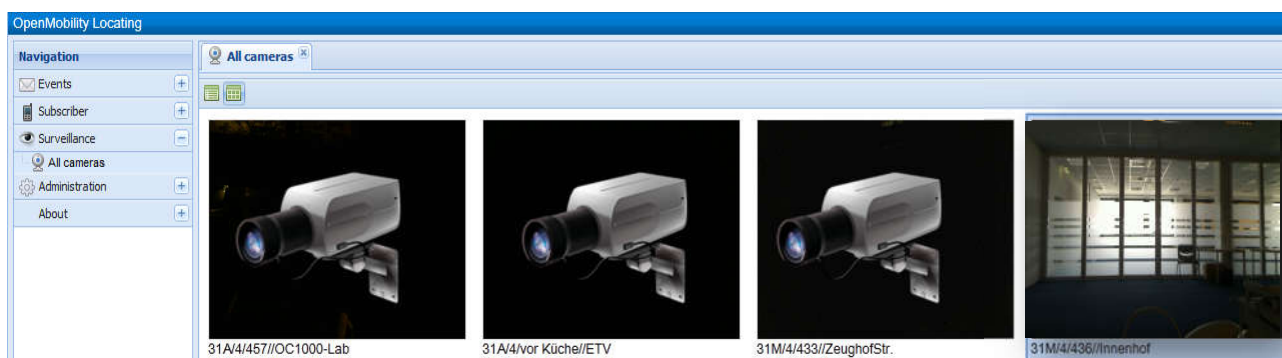 OpenMobility Locating
Navigation
Events
Subscriber
Surveillance
All cameras
Administration
About
All cameras
31A/4/457//OC1000-Lab
31A/4/vor Küche//ETV
31M/4/433//ZeughofStr.
31M/4/436//Innenhof